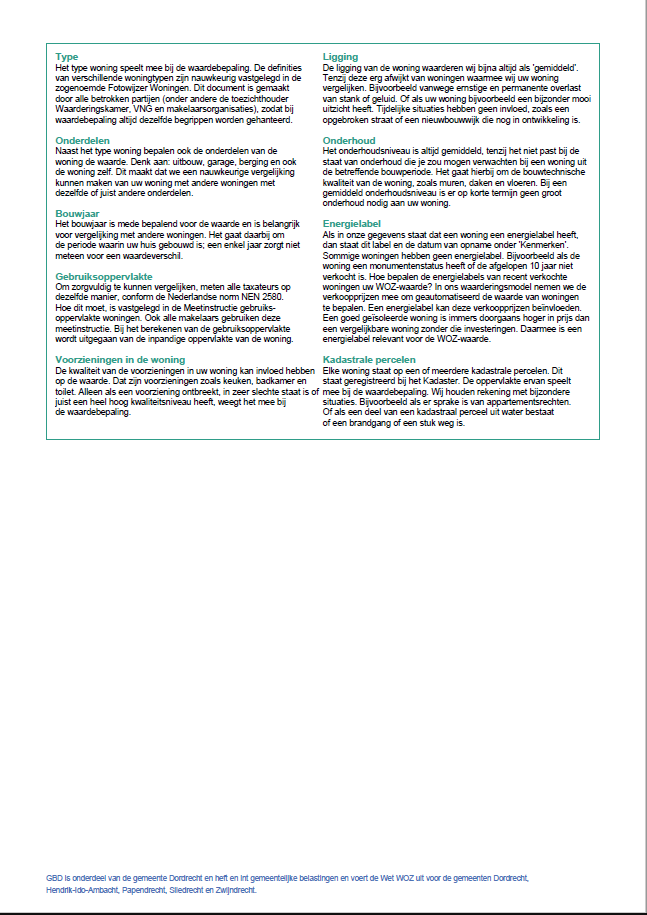 Type
Het type woning speelt mee bij de waardebepaling. De definities
van verschillende woningtypen zijn nauwkeurig vastgelegd in de
zogenoemde Fotowijzer Woningen. Dit document is gemaakt
door alle betrokken partijen (onder andere de toezichthouder
Waarderingskamer, VNG en makelaarsorganisaties), zodat bij
waardebepaling altijd dezelfde begrippen worden gehanteerd.
Onderdelen
Naast het type woning bepalen ook de onderdelen van de
woning de waarde. Denk aan: uitbouw, garage, berging en ook
de woning zelf. Dit maakt dat we een nauwkeurige vergelijking
kunnen maken van uw woning met andere woningen met
dezelfde of juist andere onderdelen.
Bouwjaar
Het bouwjaar is mede bepalend voor de waarde en is belangrijk
voor vergelijking met andere woningen. Het gaat daarbij om
de periode waarin uw huis gebouwd is; een enkel jaar zorgt niet
meteen voor een waardeverschil.
Gebruiksoppervlakte
Om zorgvuldig te kunnen vergelijken, meten alle taxateurs op
dezelfde manier, conform de Nederlandse norm NEN 2580.
Hoe dit moet, is vastgelegd in de Meetinstructie gebruiks-
oppervlakte woningen. Ook alle makelaars gebruiken deze
meetinstructie. Bij het berekenen van de gebruiksoppervlakte
wordt uitgegaan van de inpandige oppervlakte van de woning.
Voorzieningen in de woning
De kwaliteit van de voorzieningen in uw woning kan invloed hebben
op de waarde. Dat zijn voorzieningen zoals keuken, badkamer en
toilet. Alleen als een voorziening ontbreekt, in zeer slechte staat is of
juist een heel hoog kwaliteitsniveau heeft, weegt het mee bij
de waardebepaling.
Ligging
De ligging van de woning waarderen wij bijna altijd als 'gemiddeld'.
Tenzij deze erg afwijkt van woningen waarmee wij uw woning
vergelijken. Bijvoorbeeld vanwege ernstige en permanente overlast
van stank of geluid. Of als uw woning bijvoorbeeld een bijzonder mooi
uitzicht heeft. Tijdelijke situaties hebben geen invloed, zoals een
opgebroken straat of een nieuwbouwwijk die nog in ontwikkeling is.
Onderhoud
Het onderhoudsniveau is altijd gemiddeld, tenzij het niet past bij de
staat van onderhoud die je zou mogen verwachten bij een woning uit
de betreffende bouwperiode. Het gaat hierbij om de bouwtechnische
kwaliteit van de woning, zoals muren, daken en vloeren. Bij een
gemiddeld onderhoudsniveau is er op korte termijn geen groot
onderhoud nodig aan uw woning.
Energielabel
Als in onze gegevens staat dat een woning een energielabel heeft,
dan staat dit label en de datum van opname onder 'Kenmerken'.
Sommige woningen hebben geen energielabel. Bijvoorbeeld als de
woning een monumentenstatus heeft of de afgelopen 10 jaar niet
verkocht is. Hoe bepalen de energielabels van recent verkochte
woningen uw WOZ-waarde? In ons waarderingsmodel nemen we de
verkoopprijzen mee om geautomatiseerd de waarde van woningen
te bepalen. Een energielabel kan deze verkoopprijzen beïnvloeden.
Een goed geïsoleerde woning is immers doorgaans hoger in prijs dan
een vergelijkbare woning zonder die investeringen. Daarmee is een
energielabel relevant voor de WOZ-waarde.
Kadastrale percelen
Elke woning staat op een of meerdere kadastrale percelen. Dit
staat geregistreerd bij het Kadaster. De oppervlakte ervan speelt
mee bij de waardebepaling. Wij houden rekening met bijzondere
situaties. Bijvoorbeeld als er sprake is van appartementsrechten.
Of als een deel van een kadastraal perceel uit water bestaat
of een brandgang of een stuk weg is.
GBD is onderdeel van de gemeente Dordrecht en heft en int gemeentelijke belastingen en voert de Wet WOZ uit voor de gemeenten Dordrecht,
Hendrik-Ido-Ambacht, Papendrecht, Sliedrecht en Zwijndrecht.